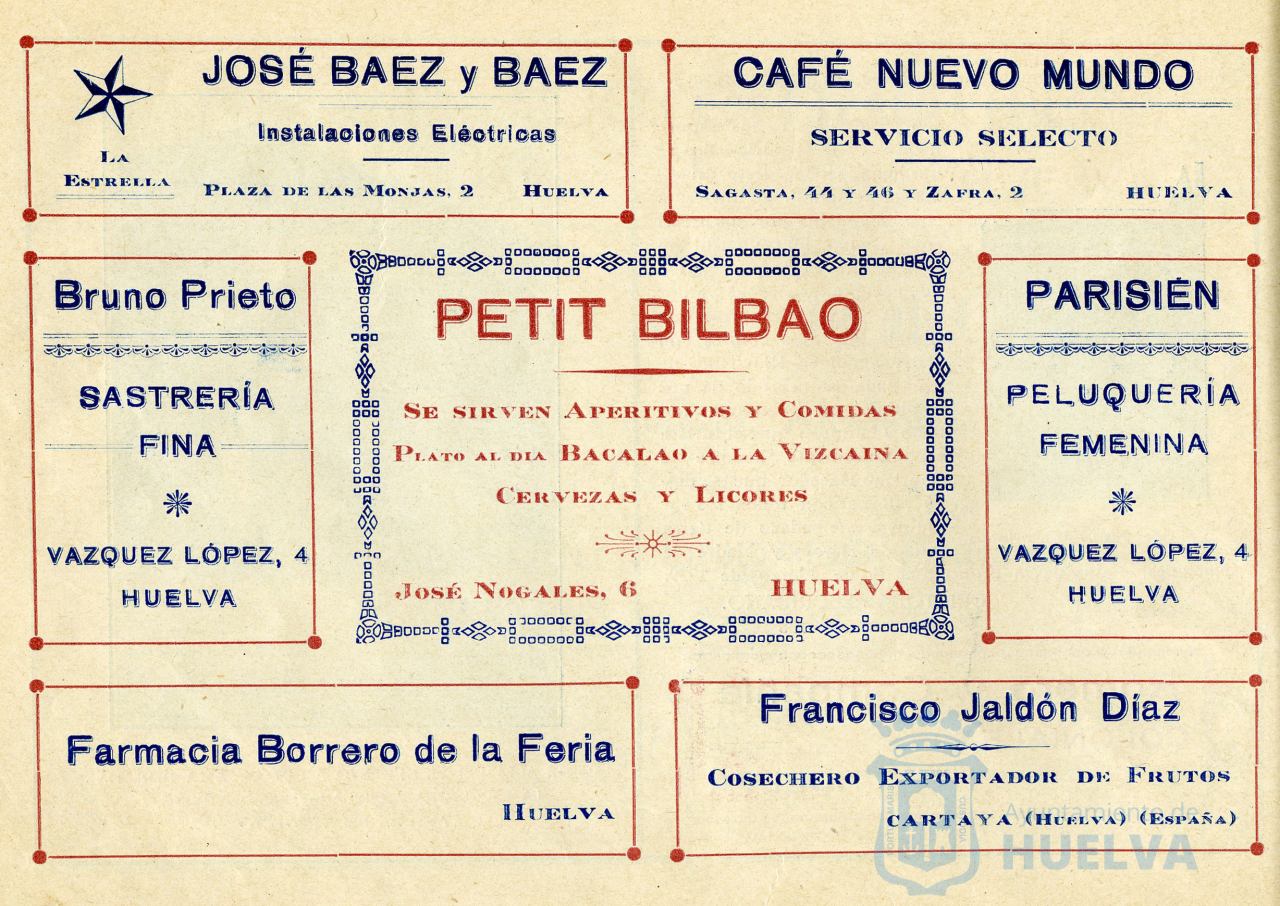 JOSÉ BAEZ y BAEZ
Instalaciones Eléctricas
LA
ESTRELLA
PLAZA DE LAS MONJAS, 2 HUELVA
CAFÉ NUEVO MUNDO
SERVICIO SELECTO
SAGASTA, 44 Y 46 Y ZAFRA, 2 HUELVA
Bruno Prieto
SASTRERÍA
FINA
VAZQUEZ LÓPEZ, 4
HUELVA
PETIT BILBAO
SE SIRVEN APERITIVOS Y COMIDAS
PLATO AL DIA BACALAO A LA VIZCAINA
CERVEZAS Y LICORES
JOSÉ NOGALES, 6 HUELVA
PARISIÉN
PELUQUERÍA
FEMENINA
VAZQUEZ LÓPEZ, 4
HUELVA
Farmacia Borrero de la Feria
HUELVA
Francisco Jaldón Díaz
COSECHERO EXPORTADOR DE FRUTOS
CARTAYA (HUELVA) (ESPAÑA)
Ayuntamiento de
HUELVA